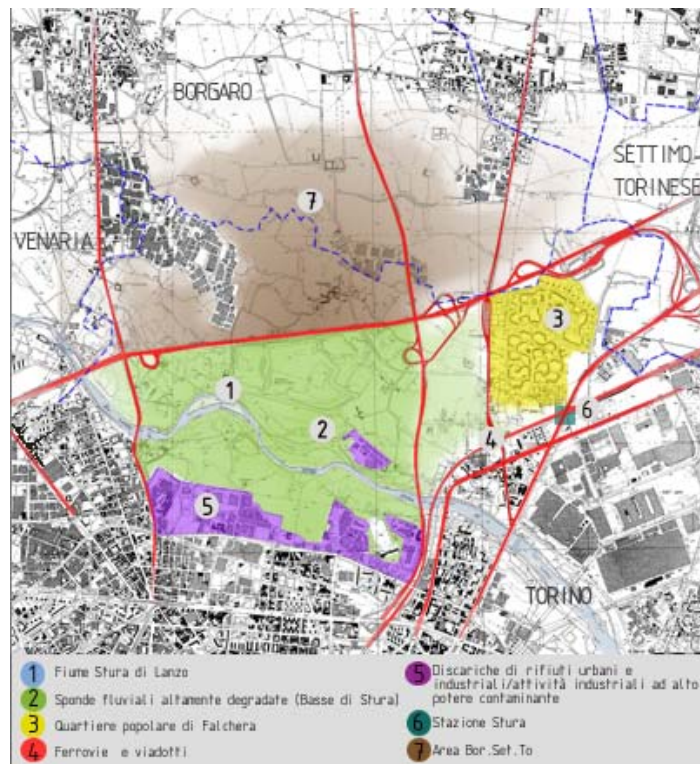 BORGARO
SETTIMO-
TORINESE
VENARIA
7
3
1
2
6
4
5
TORINO
1 Fiume Stura di Lanzo
2 Sponde fluviali altamente degradate (Basse di Stura)
3 Quartiere popolare di Falchera
4 Ferrovie e viadotti
5 Discariche di rifiuti urbani e
industriali/attività industriali ad alto
potere contaminante
6 Stazione Stura
7 Area Bor.Set.To